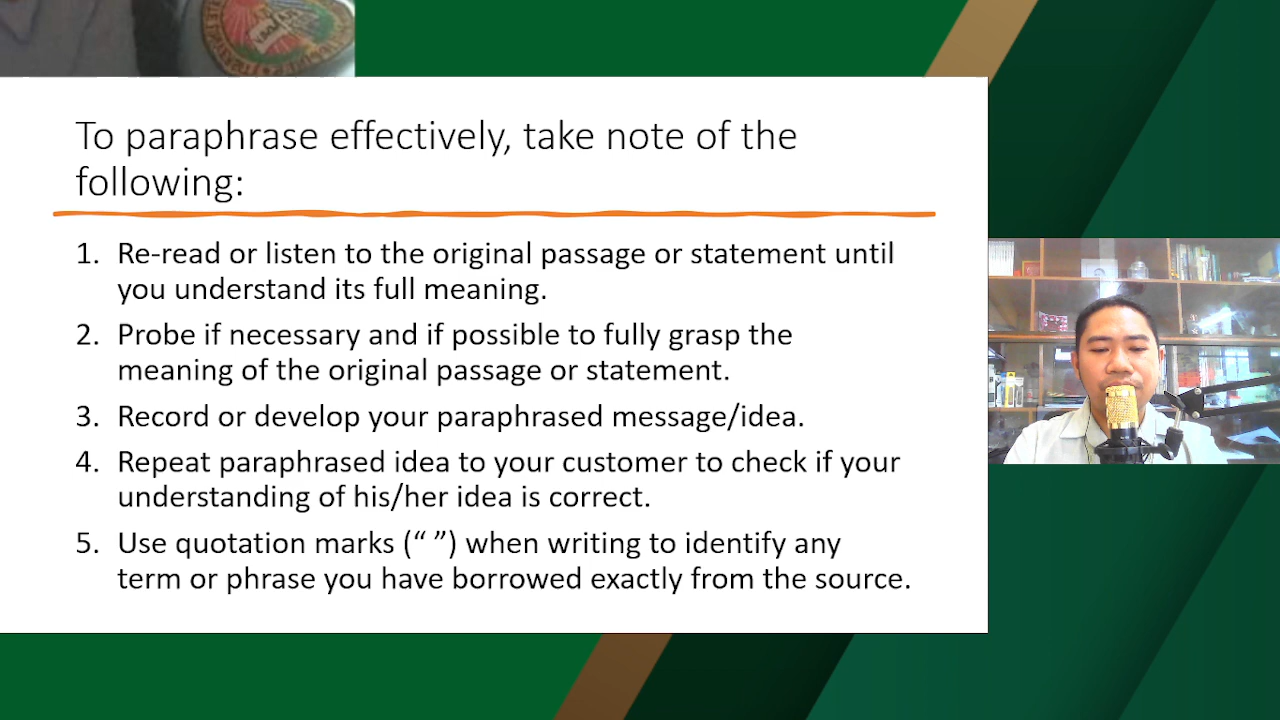 To paraphrase effectively, take note of the
following:
1. Re-read or listen to the original passage or statement until
you understand its full meaning.
2. Probe if necessary and if possible to fully grasp the
meaning of the original passage or statement.
3. Record or develop your paraphrased message/idea.
4. Repeat paraphrased idea to your customer to check if your
understanding of his/her idea is correct.
5. Use quotation marks (“ ”) when writing to identify any
term or phrase you have borrowed exactly from the source.